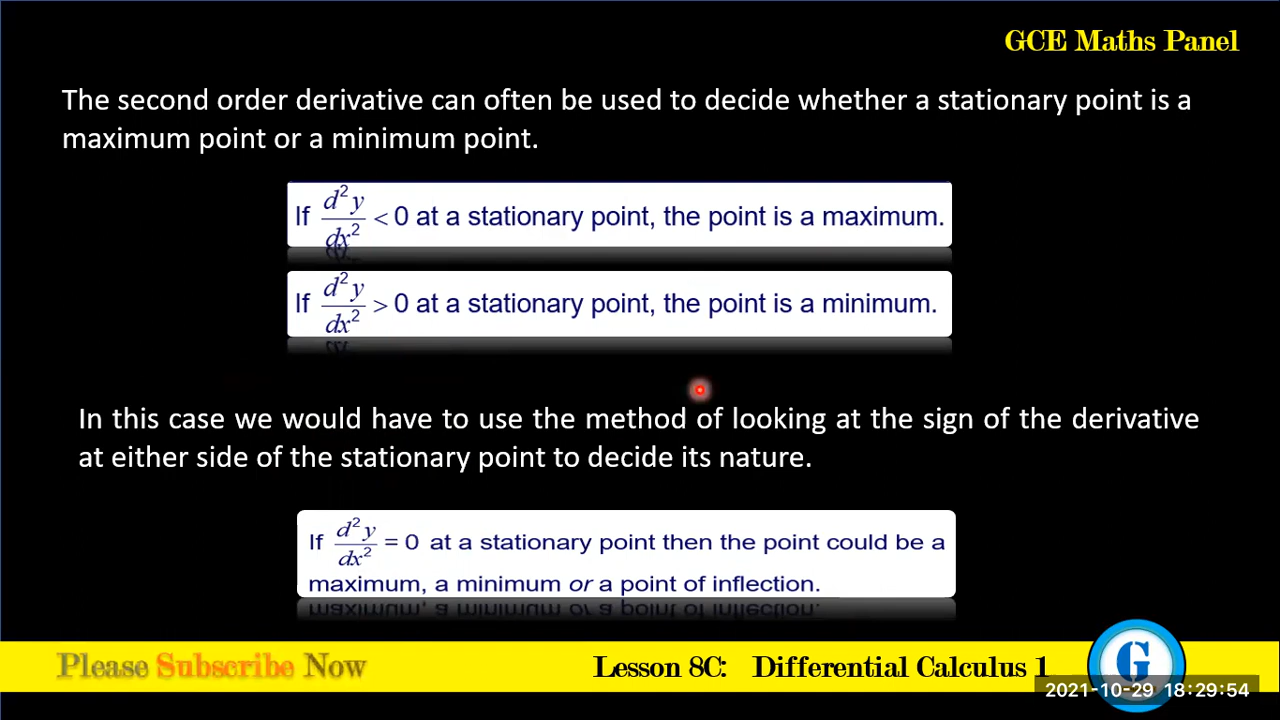 GCE Maths Panel
The second order derivative can often be used to decide whether a stationary point is a
maximum point or a minimum point.
If d²y/dx² < 0 at a stationary point, the point is a maximum.
If d²y/dx² > 0 at a stationary point, the point is a minimum.
In this case we would have to use the method of looking at the sign of the derivative
at either side of the stationary point to decide its nature.
If d²y/dx² = 0 at a stationary point then the point could be a
maximum, a minimum or a point of inflection.
Please Subscribe Now
Lesson 8C: Differential Calculus 1
G
2021-10-29 18:29:54